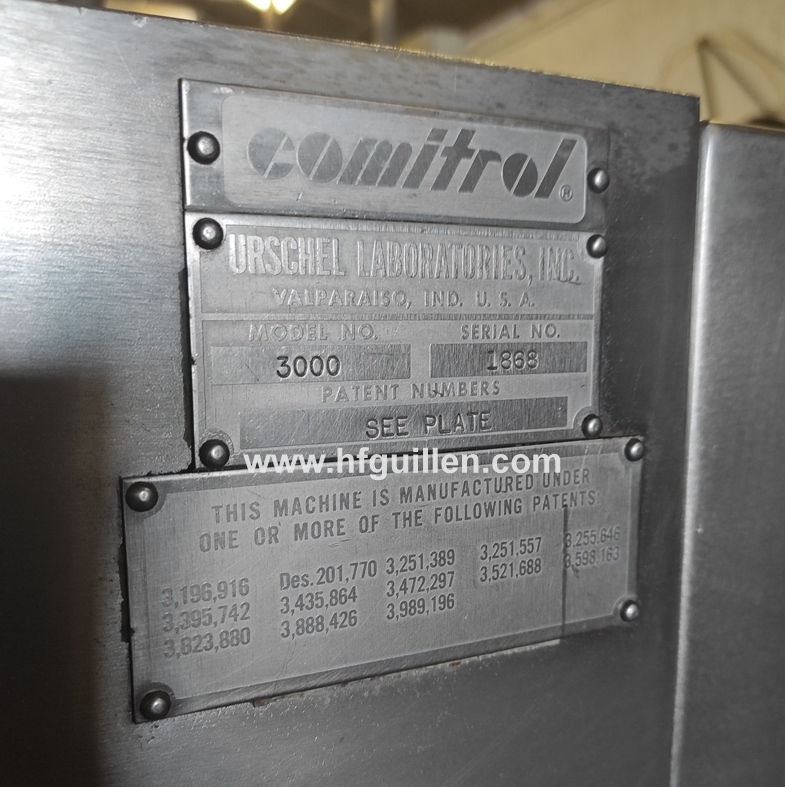 comitrol®
URSCHEL LABORATORIES, INC.
VALPARAISO, IND. U. S. A.
MODEL NO. SERIAL NO.
3000 1868
PATENT NUMBERS
SEE PLATE
www.hfguillen.com
THIS MACHINE IS MANUFACTURED UNDER
ONE OR MORE OF THE FOLLOWING PATENTS.
3,196,916 Des. 201,770 3,251,389 3,251,557 3,255,646
3,395,742 3,435,864 3,472,297 3,521,688 3,598,163
3,823,880 3,888,426 3,989,196